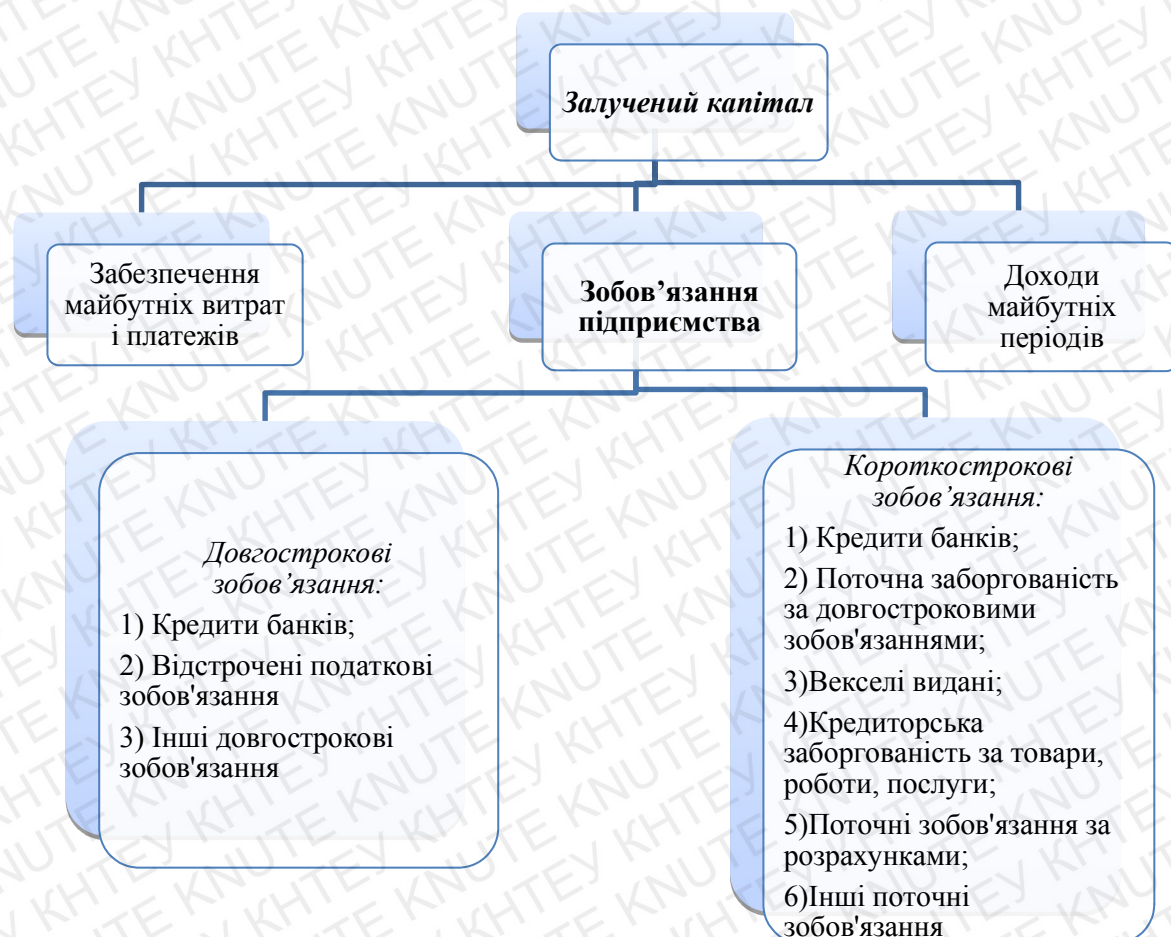 Залучений капітал
Забезпечення
майбутніх витрат
і платежів
Зобов’язання
підприємства
Доходи
майбутніх
періодів
Довгострокові
зобов’язання:
1) Кредити банків;
2) Відстрочені податкові
зобов'язання
3) Інші довгострокові
зобов'язання
Короткострокові
зобов’язання:
1) Кредити банків;
2) Поточна заборгованість
за довгостроковими
зобов'язаннями;
3)Векселі видані;
4)Кредиторська
заборгованість за товари,
роботи, послуги;
5)Поточні зобов'язання за
розрахунками;
6)Інші поточні
зобов'язання